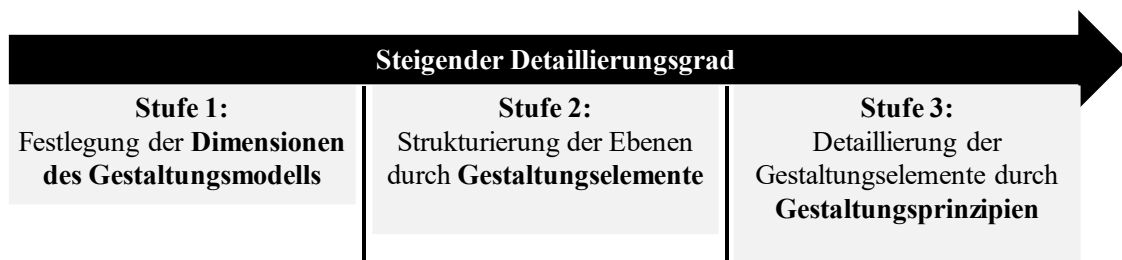 Steigender Detaillierungsgrad
Stufe 1:
Festlegung der Dimensionen
des Gestaltungsmodells
Stufe 2:
Strukturierung der Ebenen
durch Gestaltungselemente
Stufe 3:
Detaillierung der
Gestaltungselemente durch
Gestaltungsprinzipien